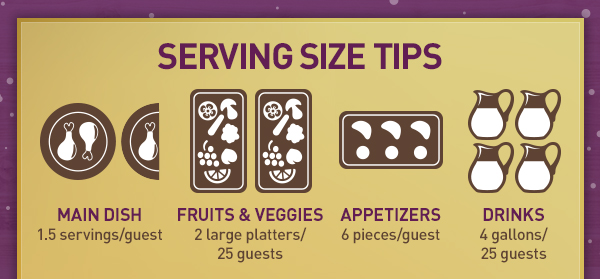 SERVING SIZE TIPS
MAIN DISH
1.5 servings/guest
FRUITS & VEGGIES
2 large platters/
25 guests
APPETIZERS
6 pieces/guest
DRINKS
4 gallons/
25 guests